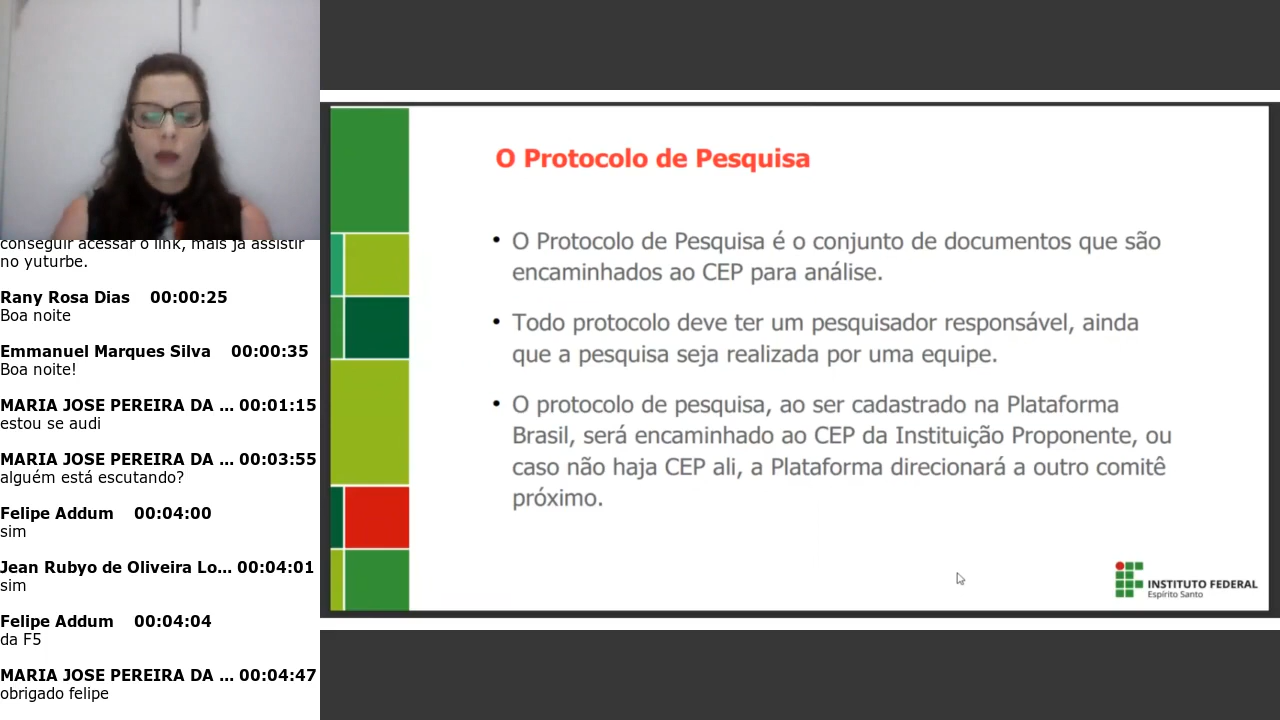 conseguir acessar o link, mais já assistir
no yuturbe.
Rany Rosa Dias 00:00:25
Boa noite
Emmanuel Marques Silva 00:00:35
Boa noite!
MARIA JOSE PEREIRA DA ... 00:01:15
estou se audi
MARIA JOSE PEREIRA DA ... 00:03:55
alguém está escutando?
Felipe Addum 00:04:00
sim
Jean Rubyo de Oliveira Lo... 00:04:01
sim
Felipe Addum 00:04:04
da F5
MARIA JOSE PEREIRA DA ... 00:04:47
obrigado felipe
O Protocolo de Pesquisa
• O Protocolo de Pesquisa é o conjunto de documentos que são
encaminhados ao CEP para análise.
• Todo protocolo deve ter um pesquisador responsável, ainda
que a pesquisa seja realizada por uma equipe.
• O protocolo de pesquisa, ao ser cadastrado na Plataforma
Brasil, será encaminhado ao CEP da Instituição Proponente, ou
caso não haja CEP ali, a Plataforma direcionará a outro comitê
próximo.
INSTITUTO FEDERAL
Espírito Santo